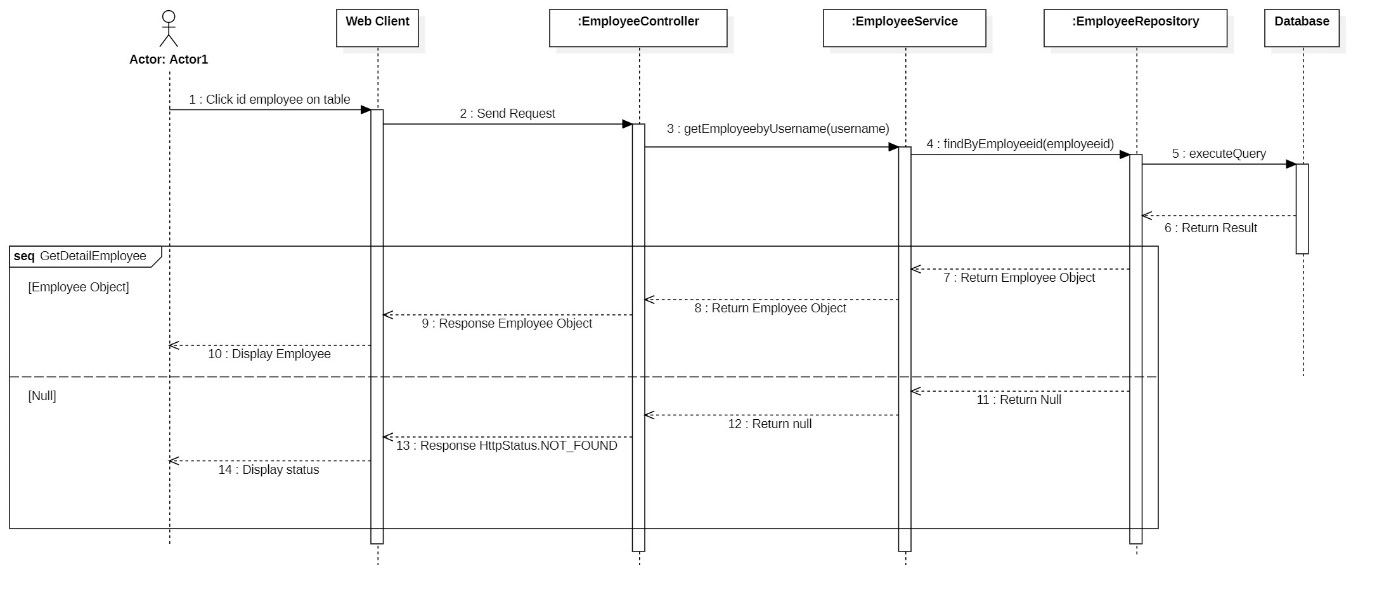 Actor: Actor1
Web Client
:EmployeeController
:EmployeeService
:EmployeeRepository
Database
1 : Click id employee on table
2 : Send Request
3 : getEmployeebyUsername(username)
4 : findByEmployeeid(employeeid)
5 : executeQuery
6 : Return Result
seq GetDetailEmployee
[Employee Object]
7 : Return Employee Object
8 : Return Employee Object
9 : Response Employee Object
10 : Display Employee
[Null]
11 : Return Null
12 : Return null
13 : Response HttpStatus.NOT_FOUND
14 : Display status